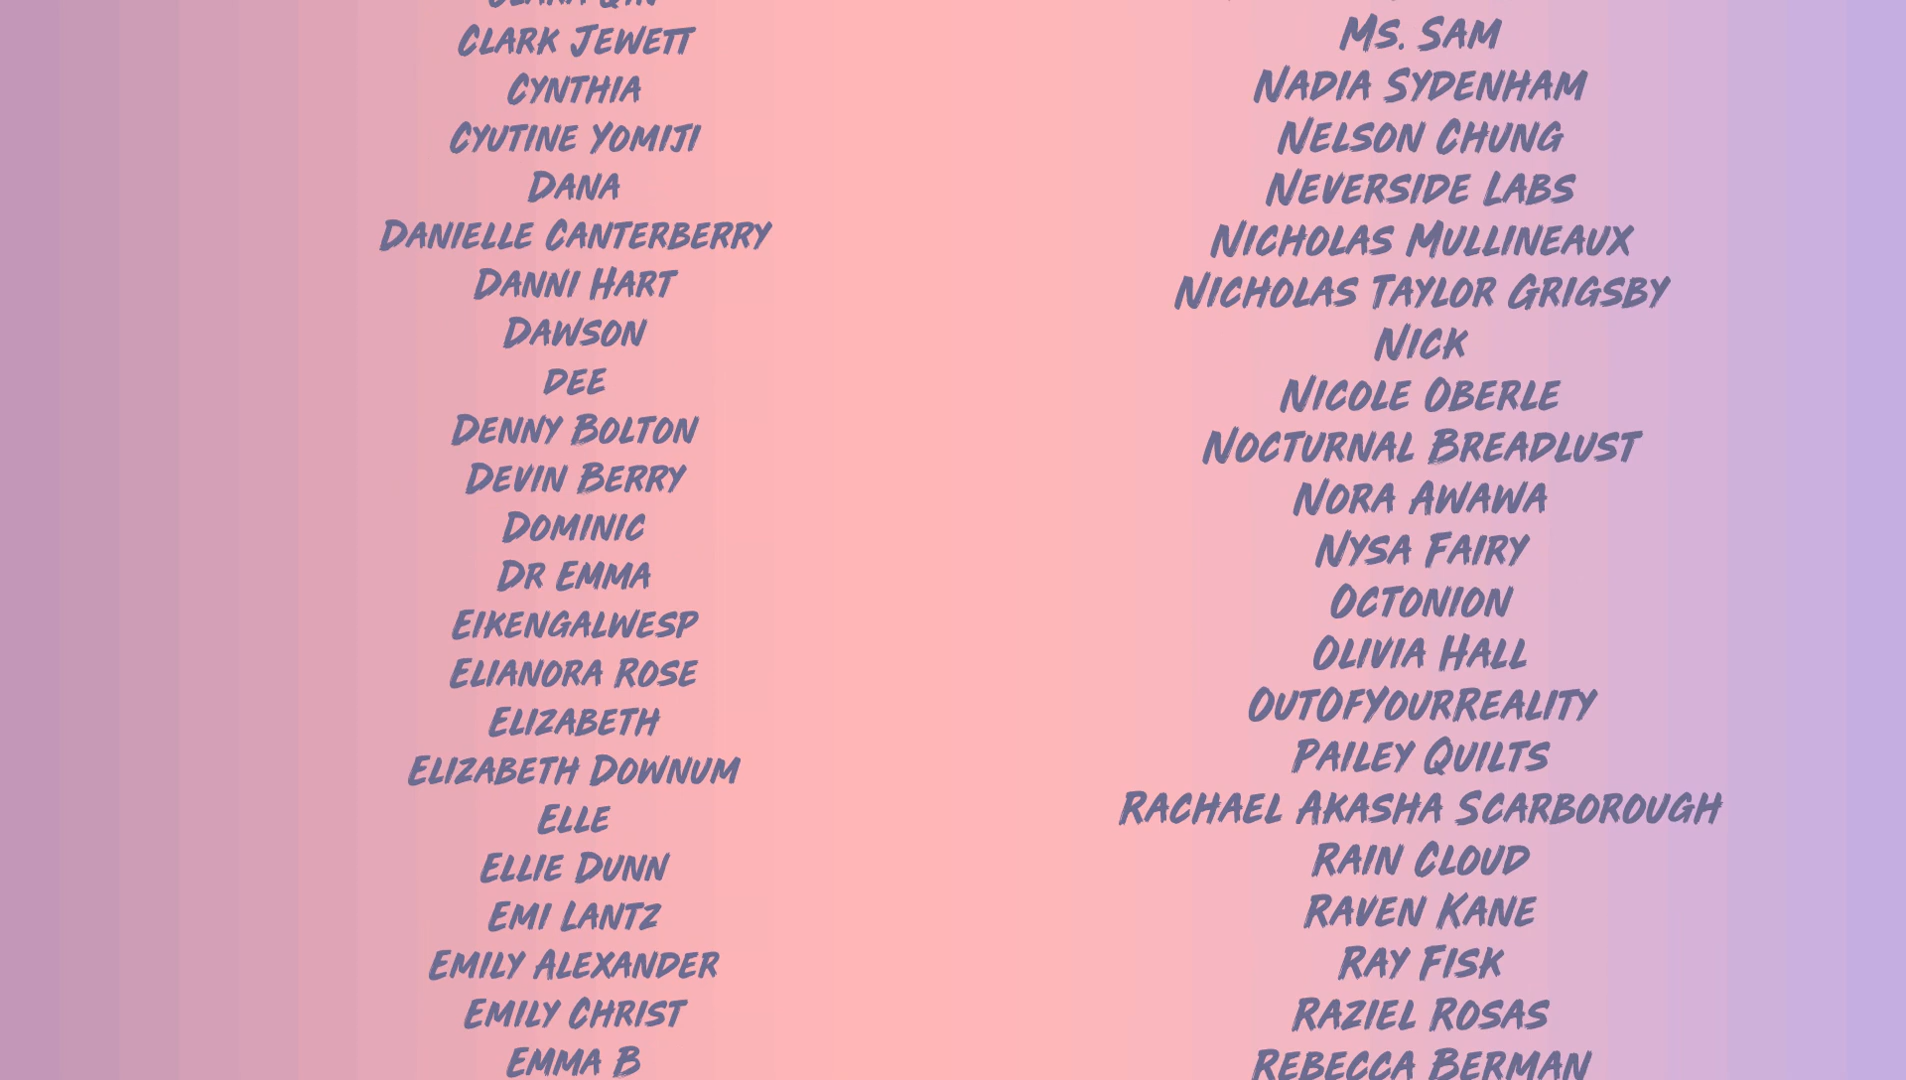 Clark Jewett
Cynthia
Cyutine Yomiji
Dana
Danielle Canterberry
Danni Hart
Dawson
dee
Denny Bolton
Devin Berry
Dominic
Dr Emma
Eikengalwesp
Elianora Rose
Elizabeth
Elizabeth Downum
Elle
Ellie Dunn
Emi Lantz
Emily Alexander
Emily Christ
Emma B
Ms. Sam
Nadia Sydenham
Nelson Chung
Neverside Labs
Nicholas Mullineaux
Nicholas Taylor Grigsby
Nick
Nicole Oberle
Nocturnal Breadlust
Nora Awawa
Nysa Fairy
Octonion
Olivia Hall
OutOfYourReality
Pailey Quilts
Rachael Akasha Scarborough
Rain Cloud
Raven Kane
Ray Fisk
Raziel Rosas
Rebecca Berman